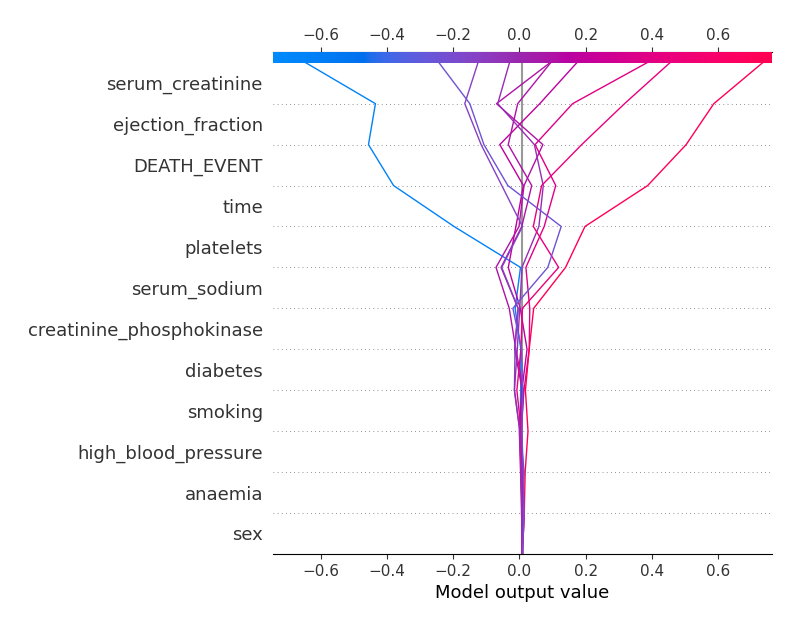 −0.6 −0.4 −0.2 0.0 0.2 0.4 0.6
serum_creatinine
ejection_fraction
DEATH_EVENT
time
platelets
serum_sodium
creatinine_phosphokinase
diabetes
smoking
high_blood_pressure
anaemia
sex
−0.6 −0.4 −0.2 0.0 0.2 0.4 0.6
Model output value